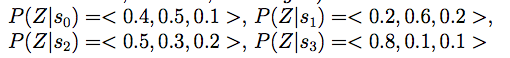 P(Z|s₀) =< 0.4, 0.5, 0.1 >, P(Z|s₁) =< 0.2, 0.6, 0.2 >,
P(Z|s₂) =< 0.5, 0.3, 0.2 >, P(Z|s₃) =< 0.8, 0.1, 0.1 >